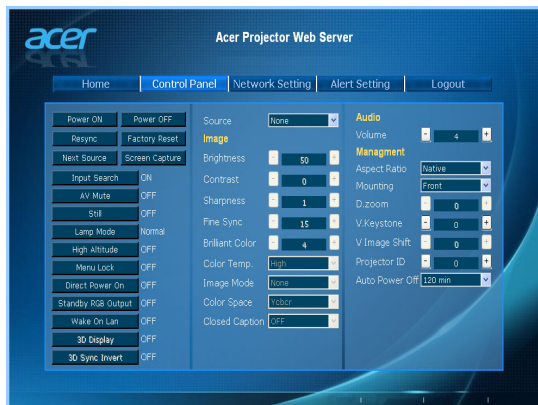 acer
Acer Projector Web Server
Home
Control Panel
Network Setting
Alert Setting
Logout
Power ON
Power OFF
Resync
Factory Reset
Next Source
Screen Capture
Input Search ON
AV Mute OFF
Still OFF
Lamp Mode Normal
High Altitude OFF
Menu Lock OFF
Direct Power On OFF
Standby RGB Output OFF
Wake On Lan OFF
3D Display OFF
3D Sync Invert OFF
Source None
Image
Brightness - 50 +
Contrast - 0 +
Sharpness - 1 +
Fine Sync - 15 +
Brilliant Color - 4 +
Color Temp. High
Image Mode None
Color Space Ycbcr
Closed Caption OFF
Audio
Volume - 4 +
Managment
Aspect Ratio Native
Mounting Front
D.zoom - 0 +
V.Keystone - 0 +
V Image Shift - 0 +
Projector ID - 0 +
Auto Power Off 120 min